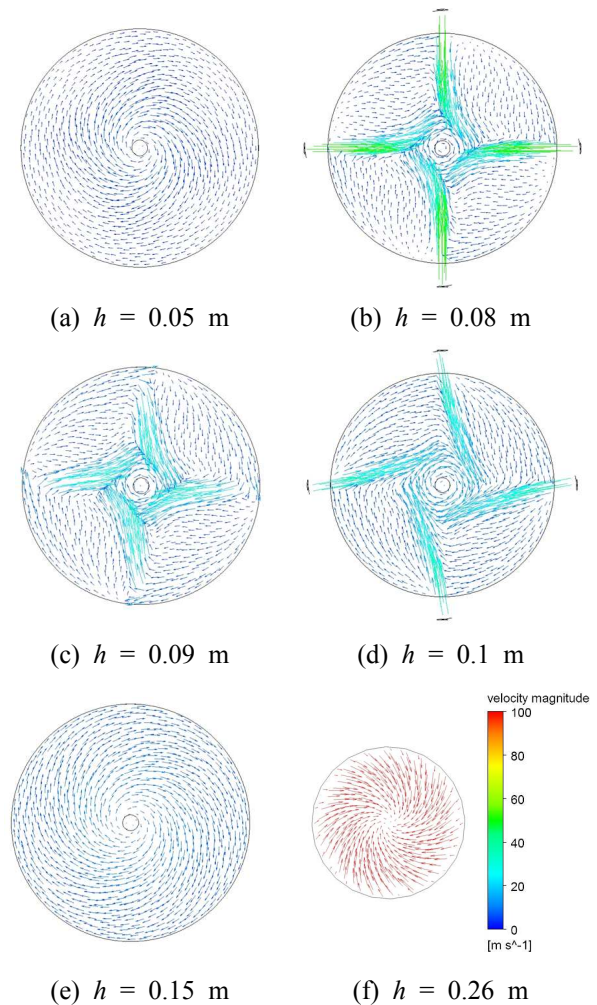 (a) h = 0.05 m
(b) h = 0.08 m
(c) h = 0.09 m
(d) h = 0.1 m
velocity magnitude
100
80
60
40
20
0
[m s^-1]
(e) h = 0.15 m
(f) h = 0.26 m